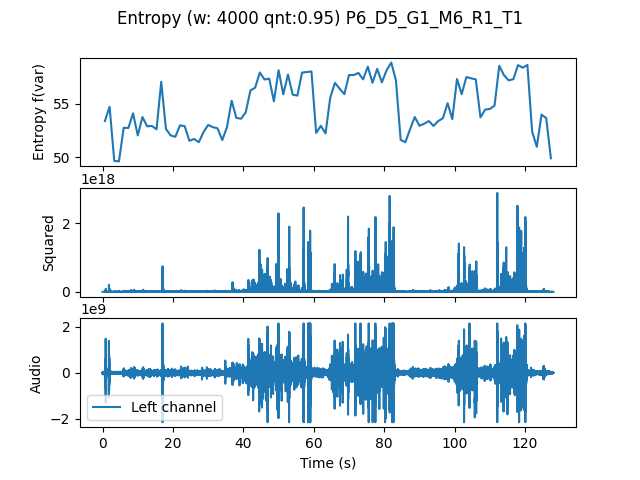 Entropy (w: 4000 qnt:0.95) P6_D5_G1_M6_R1_T1
Entropy f(var)
55
50
1e18
Squared
2
0
1e9
Audio
2
0
−2
Left channel
0 20 40 60 80 100 120
Time (s)